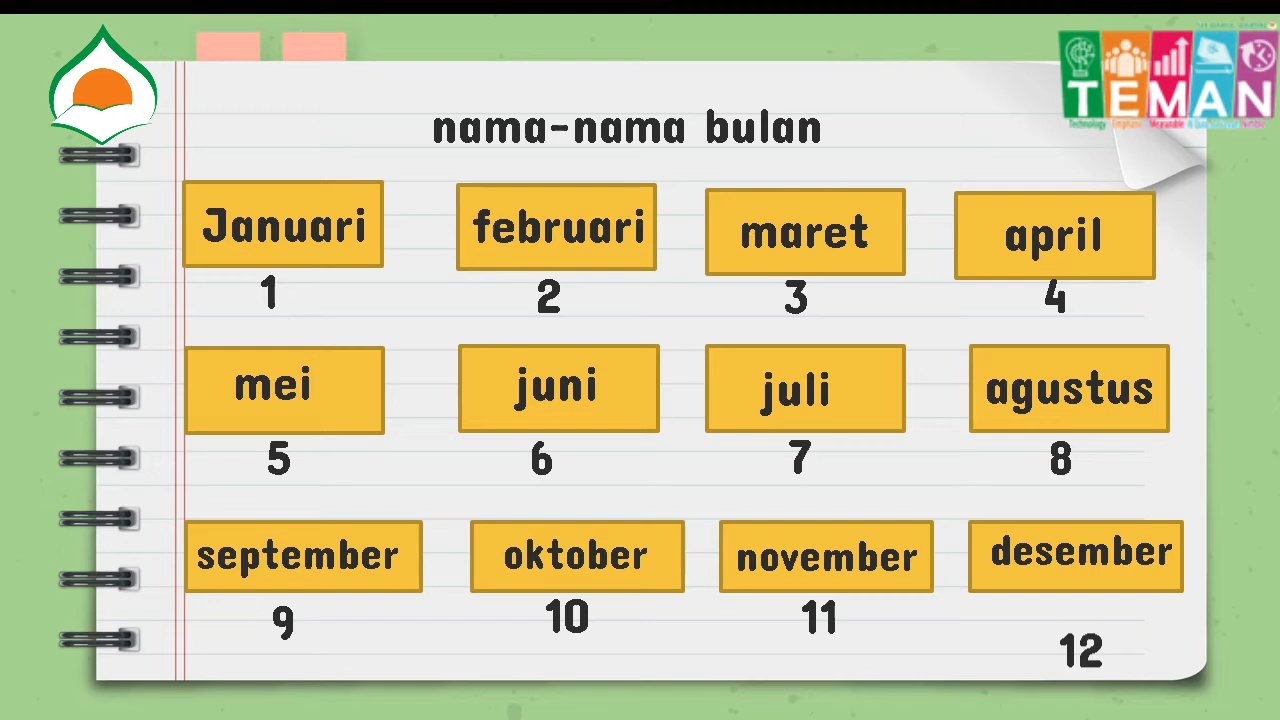 TEMAN
nama-nama bulan
Januari februari maret april
1 2 3 4
mei juni juli agustus
5 6 7 8
september oktober november desember
9 10 11 12